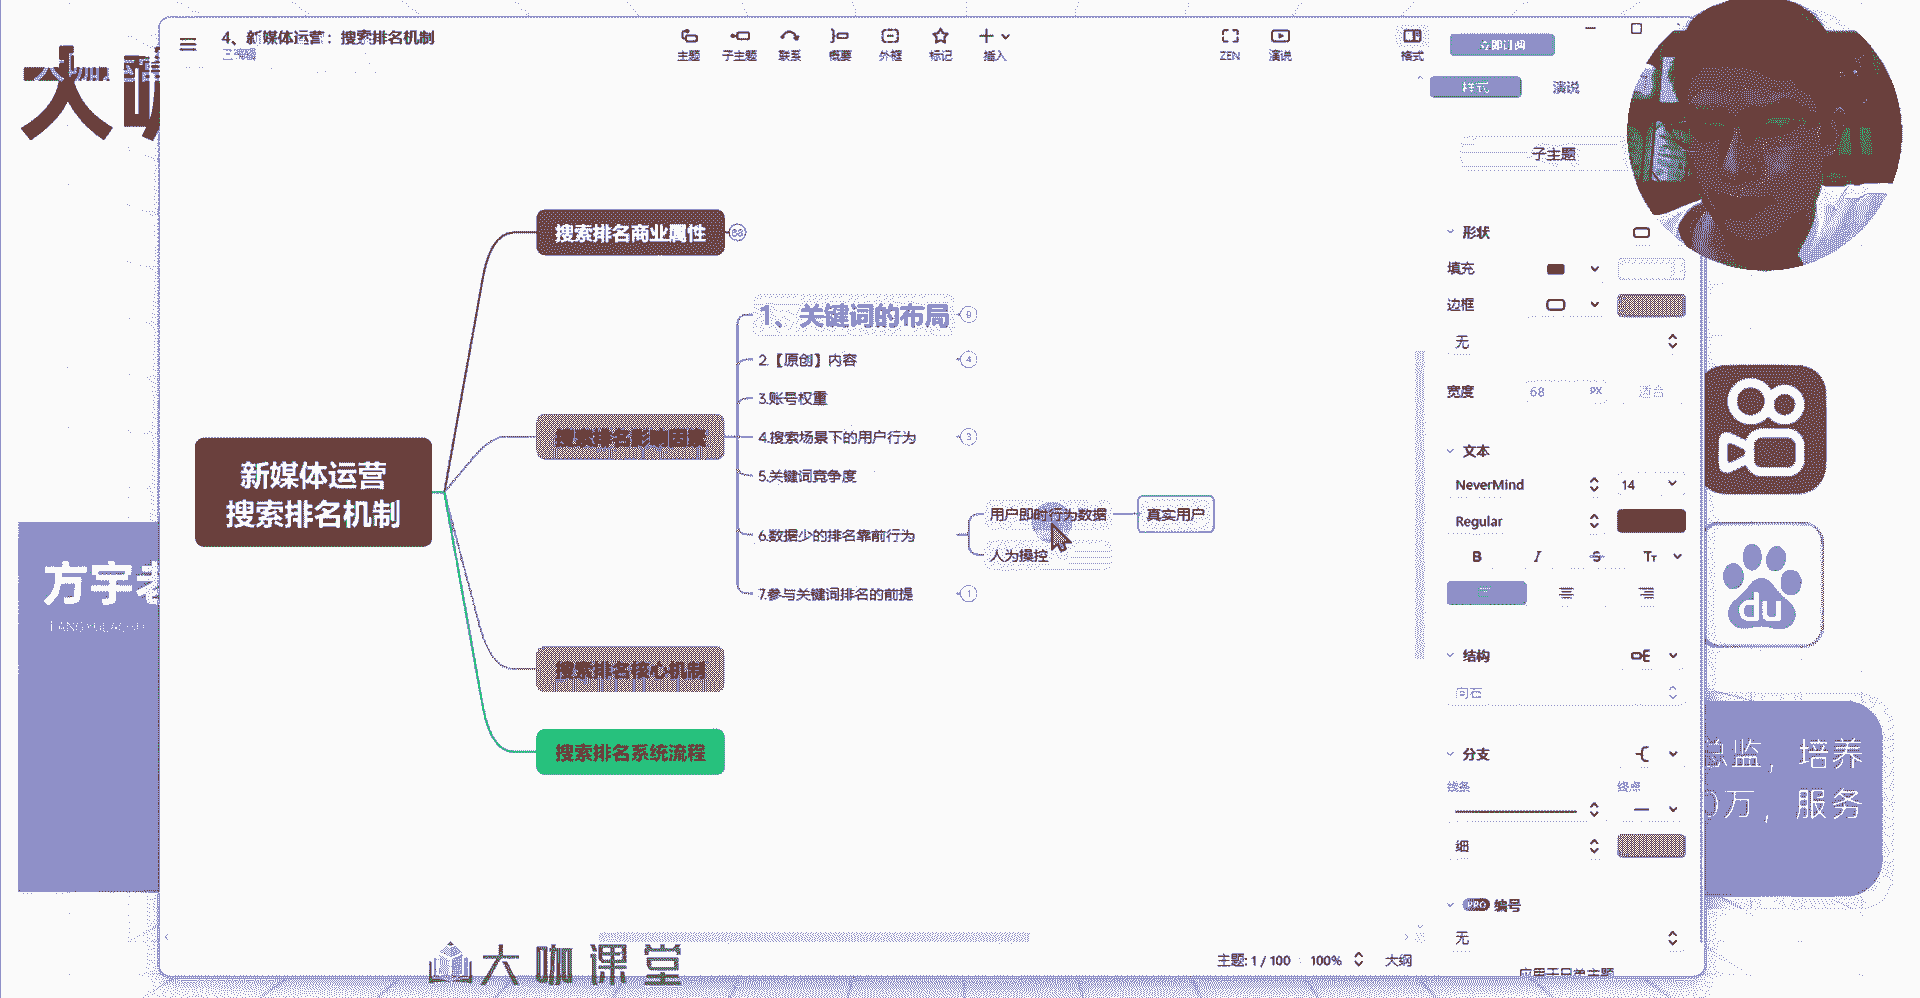 4、新媒体运营：搜索排名机制
已编辑
主题
子主题
联系
概要
外框
标记
插入
ZEN
演说
格式
立即订阅
样式
演说
大咖
子主题
搜索排名商业属性
形状
填充
1、关键词的布局
9
边框
2.【原创】内容
4
无
3.账号权重
宽度
68
PX
适合
搜索排名影响因素
4.搜索场景下的用户行为
3
文本
新媒体运营
搜索排名机制
5.关键词竞争度
NeverMind
14
用户即时行为数据
真实用户
Regular
6.数据少的排名靠前行为
人为操控
B
I
S
TT
方宇老
7.参与关键词排名的前提
1
du
搜索排名核心机制
结构
向右
搜索排名系统流程
分支
总监，培养
线条
终点
0万，服务
细
PRO
编号
无
大咖课堂
主题: 1 / 100
100%
大纲
应用于兄弟主题